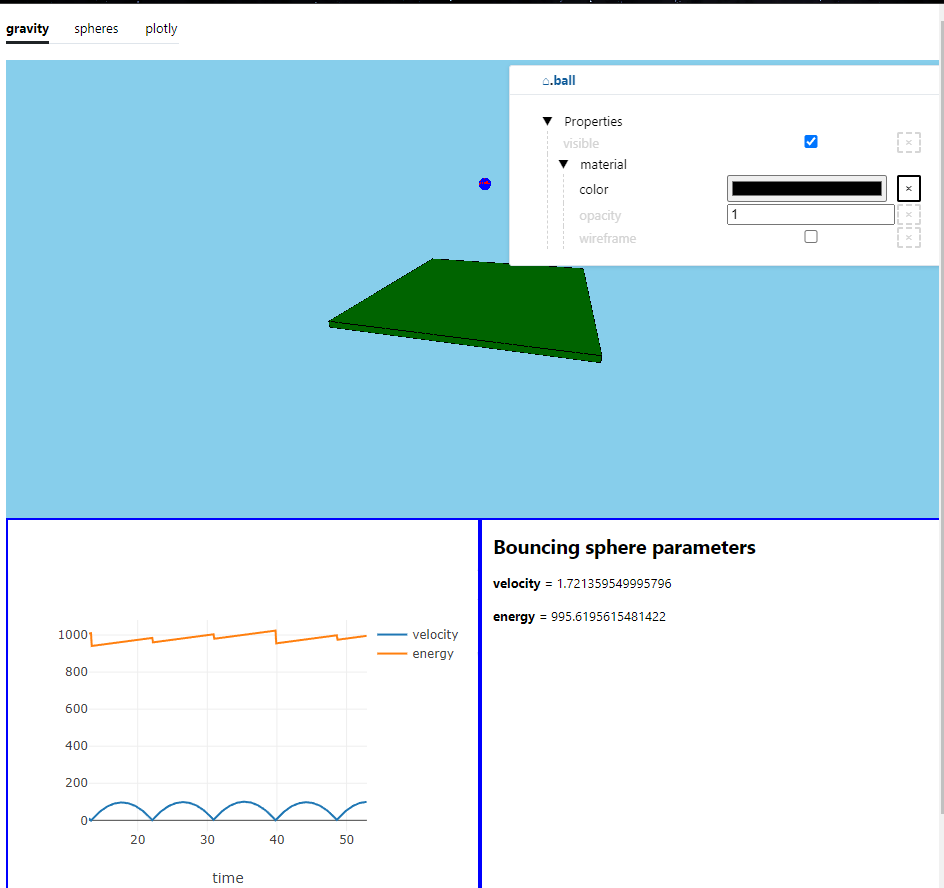 gravity spheres plotly
⌂.ball
Properties
visible
material
color
opacity 1
wireframe
Bouncing sphere parameters
velocity = 1.721359549995796
energy = 995.6195615481422
1000
800
600
400
200
0
20 30 40 50
time
velocity
energy